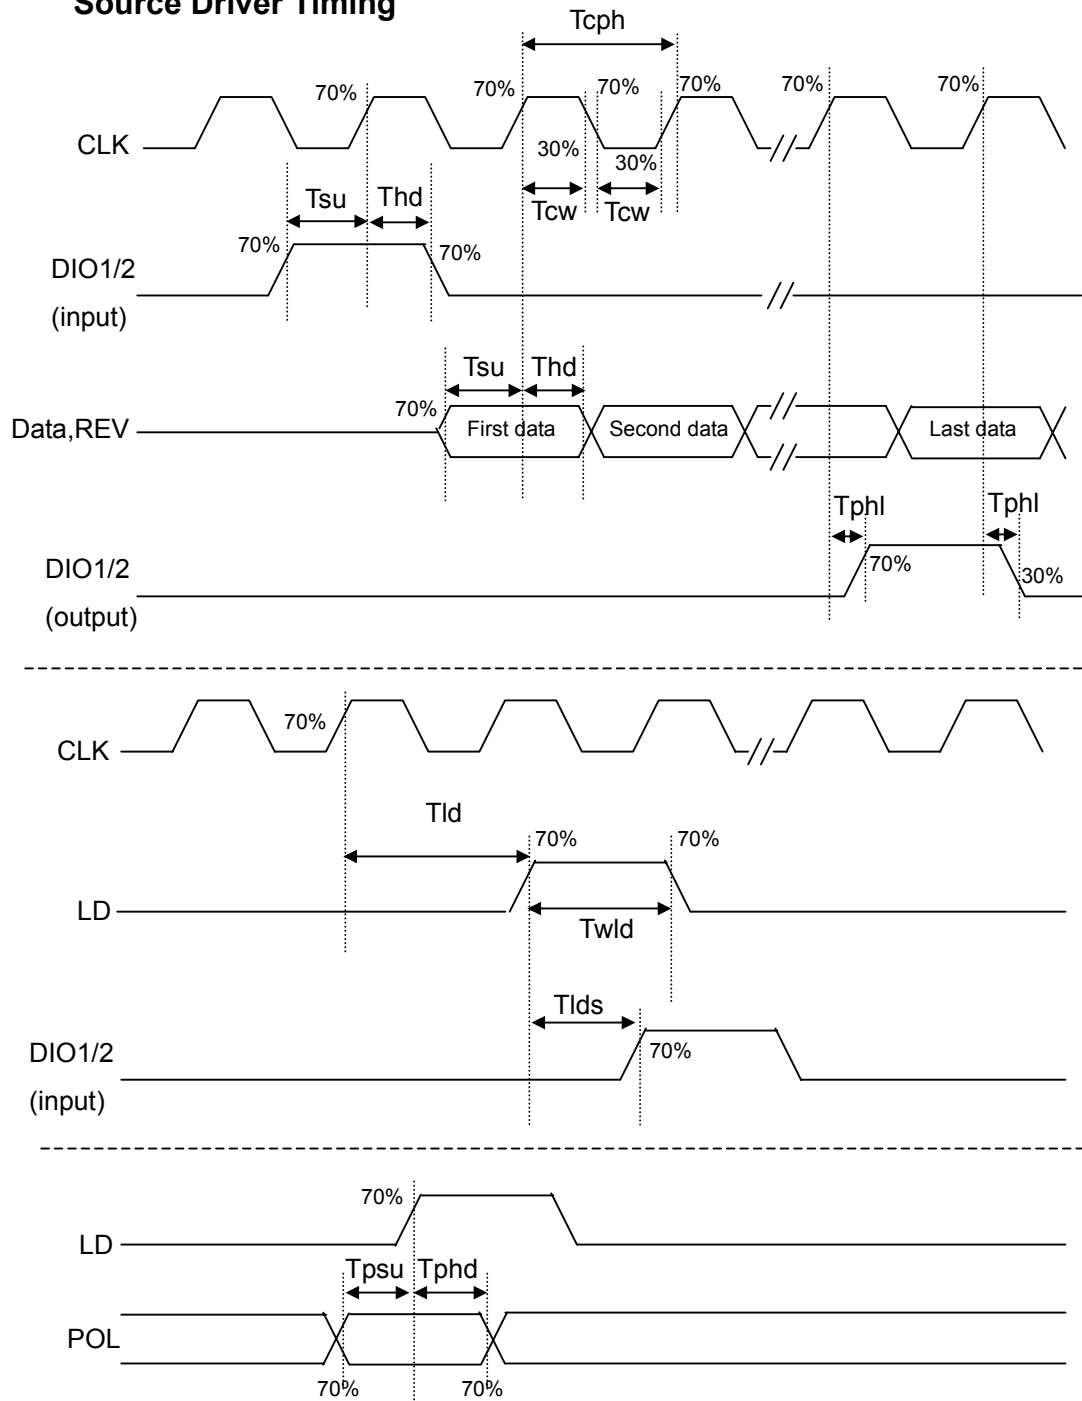 Source Driver Timing
Tcph
70% 70% 70% 70% 70% 70%
CLK
30% 30%
Tsu Thd Tcw Tcw
70% 70%
DIO1/2
(input)
Tsu Thd
70%
Data,REV First data Second data Last data
Tphl Tphl
DIO1/2 70% 30%
(output)
70%
CLK
Tld
70% 70%
LD
Twld
Tlds
DIO1/2 70%
(input)
70%
LD
Tpsu Tphd
POL
70% 70%